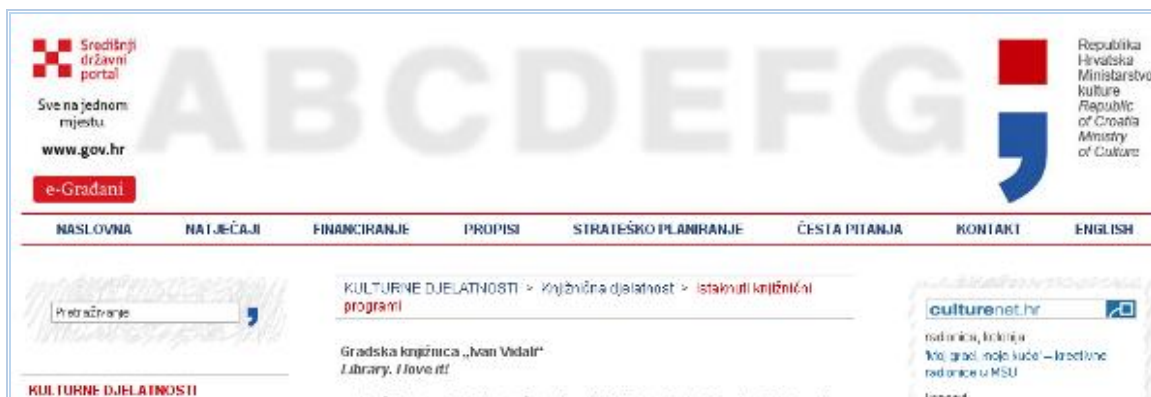 Središnji
državni
portal
Sve na jednom
mjestu.
www.gov.hr
e-Građani
ABCDEFG
Republika
Hrvatska
Ministarstvo
kulture
Republic
of Croatia
Ministry
of Culture
NASLOVNA NATJEČAJI FINANCIRANJE PROPISI STRATEŠKO PLANIRANJE ČESTA PITANJA KONTAKT ENGLISH
Pretraživanje
KULTURNE DJELATNOSTI
KULTURNE DJELATNOSTI > Knjižnična djelatnost > Istaknuti knjižnični
programi
Gradska knjižnica „Ivan Vidali“
Library. I love it!
culturenet.hr
radionica, kolonija
'Moj grad, moja kuća' – kreativne
radionice u MSU